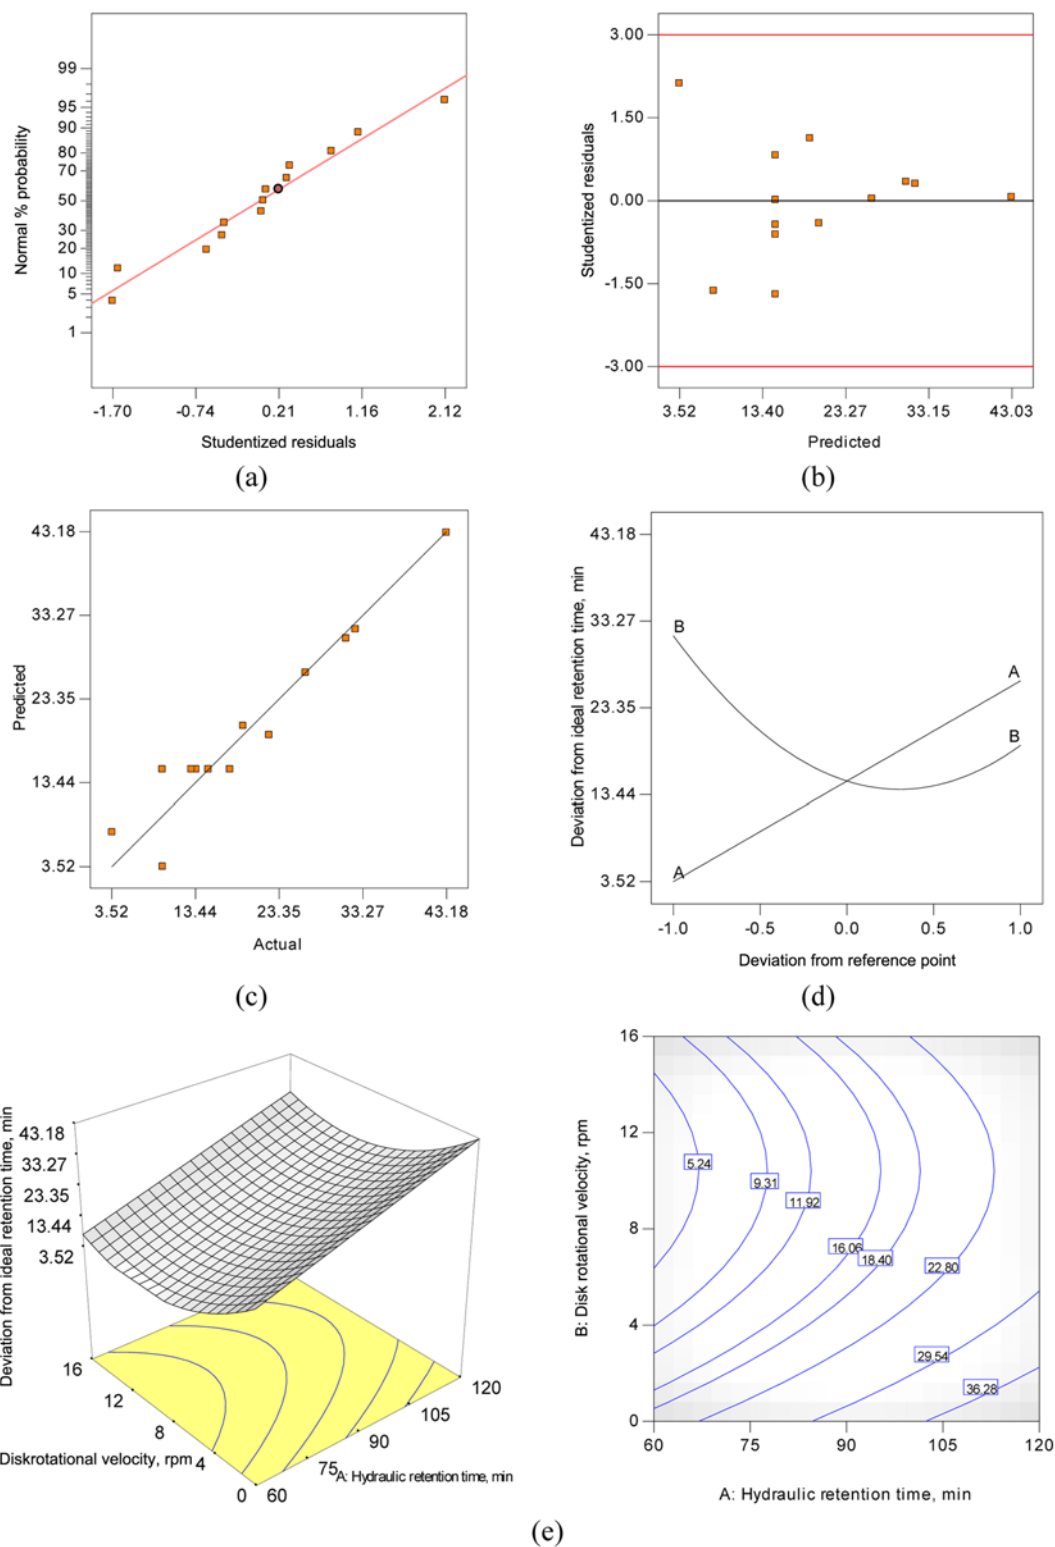 99
95
90
80
70
50
30
20
10
5
1
Normal % probability
-1.70 -0.74 0.21 1.16 2.12
Studentized residuals
(a)
3.00
1.50
0.00
-1.50
-3.00
Studentized residuals
3.52 13.40 23.27 33.15 43.03
Predicted
(b)
43.18
33.27
23.35
13.44
3.52
Predicted
3.52 13.44 23.35 33.27 43.18
Actual
(c)
43.18
33.27
23.35
13.44
3.52
Deviation from ideal retention time, min
B
A
B
A
-1.0 -0.5 0.0 0.5 1.0
Deviation from reference point
(d)
Deviation from ideal retention time, min
43.18
33.27
23.35
13.44
3.52
16
12
8
4
0
Diskrotational velocity, rpm
60
75
90
105
120
A: Hydraulic retention time, min
16
12
8
4
0
B: Disk rotational velocity, rpm
5.24
9.31
11.92
16.06
18.40
22.80
29.54
36.28
60 75 90 105 120
A: Hydraulic retention time, min
(e)